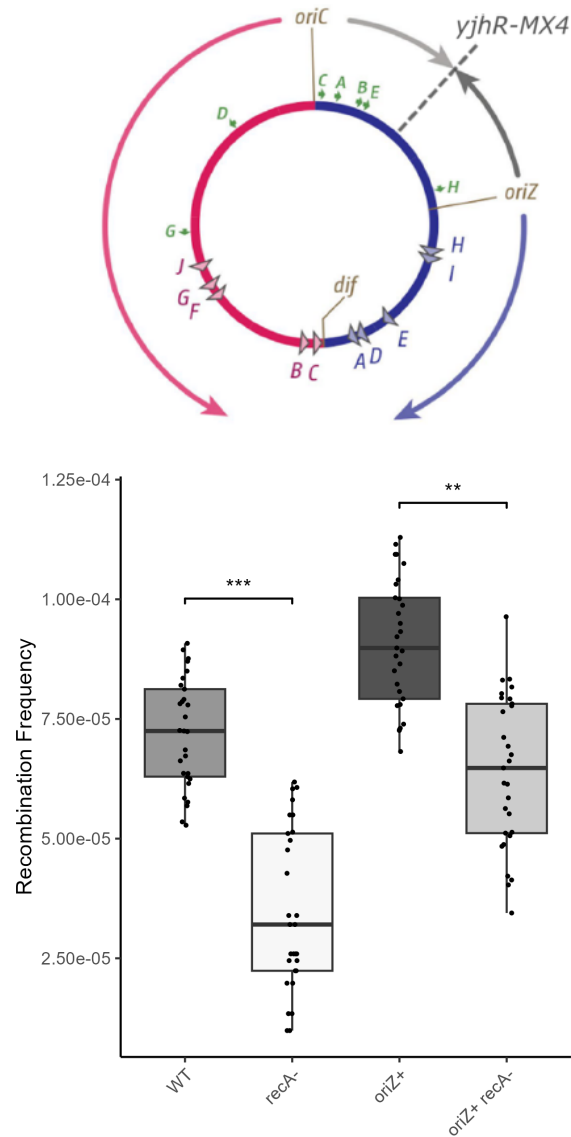 oriC
yjhR-MX4
C A B E
D
H
oriZ
G
H
J
I
G
F
dif
E
B C A D
1.25e-04
**
***
1.00e-04
7.50e-05
5.00e-05
2.50e-05
Recombination Frequency
WT
recA-
oriZ+
oriZ+ recA-